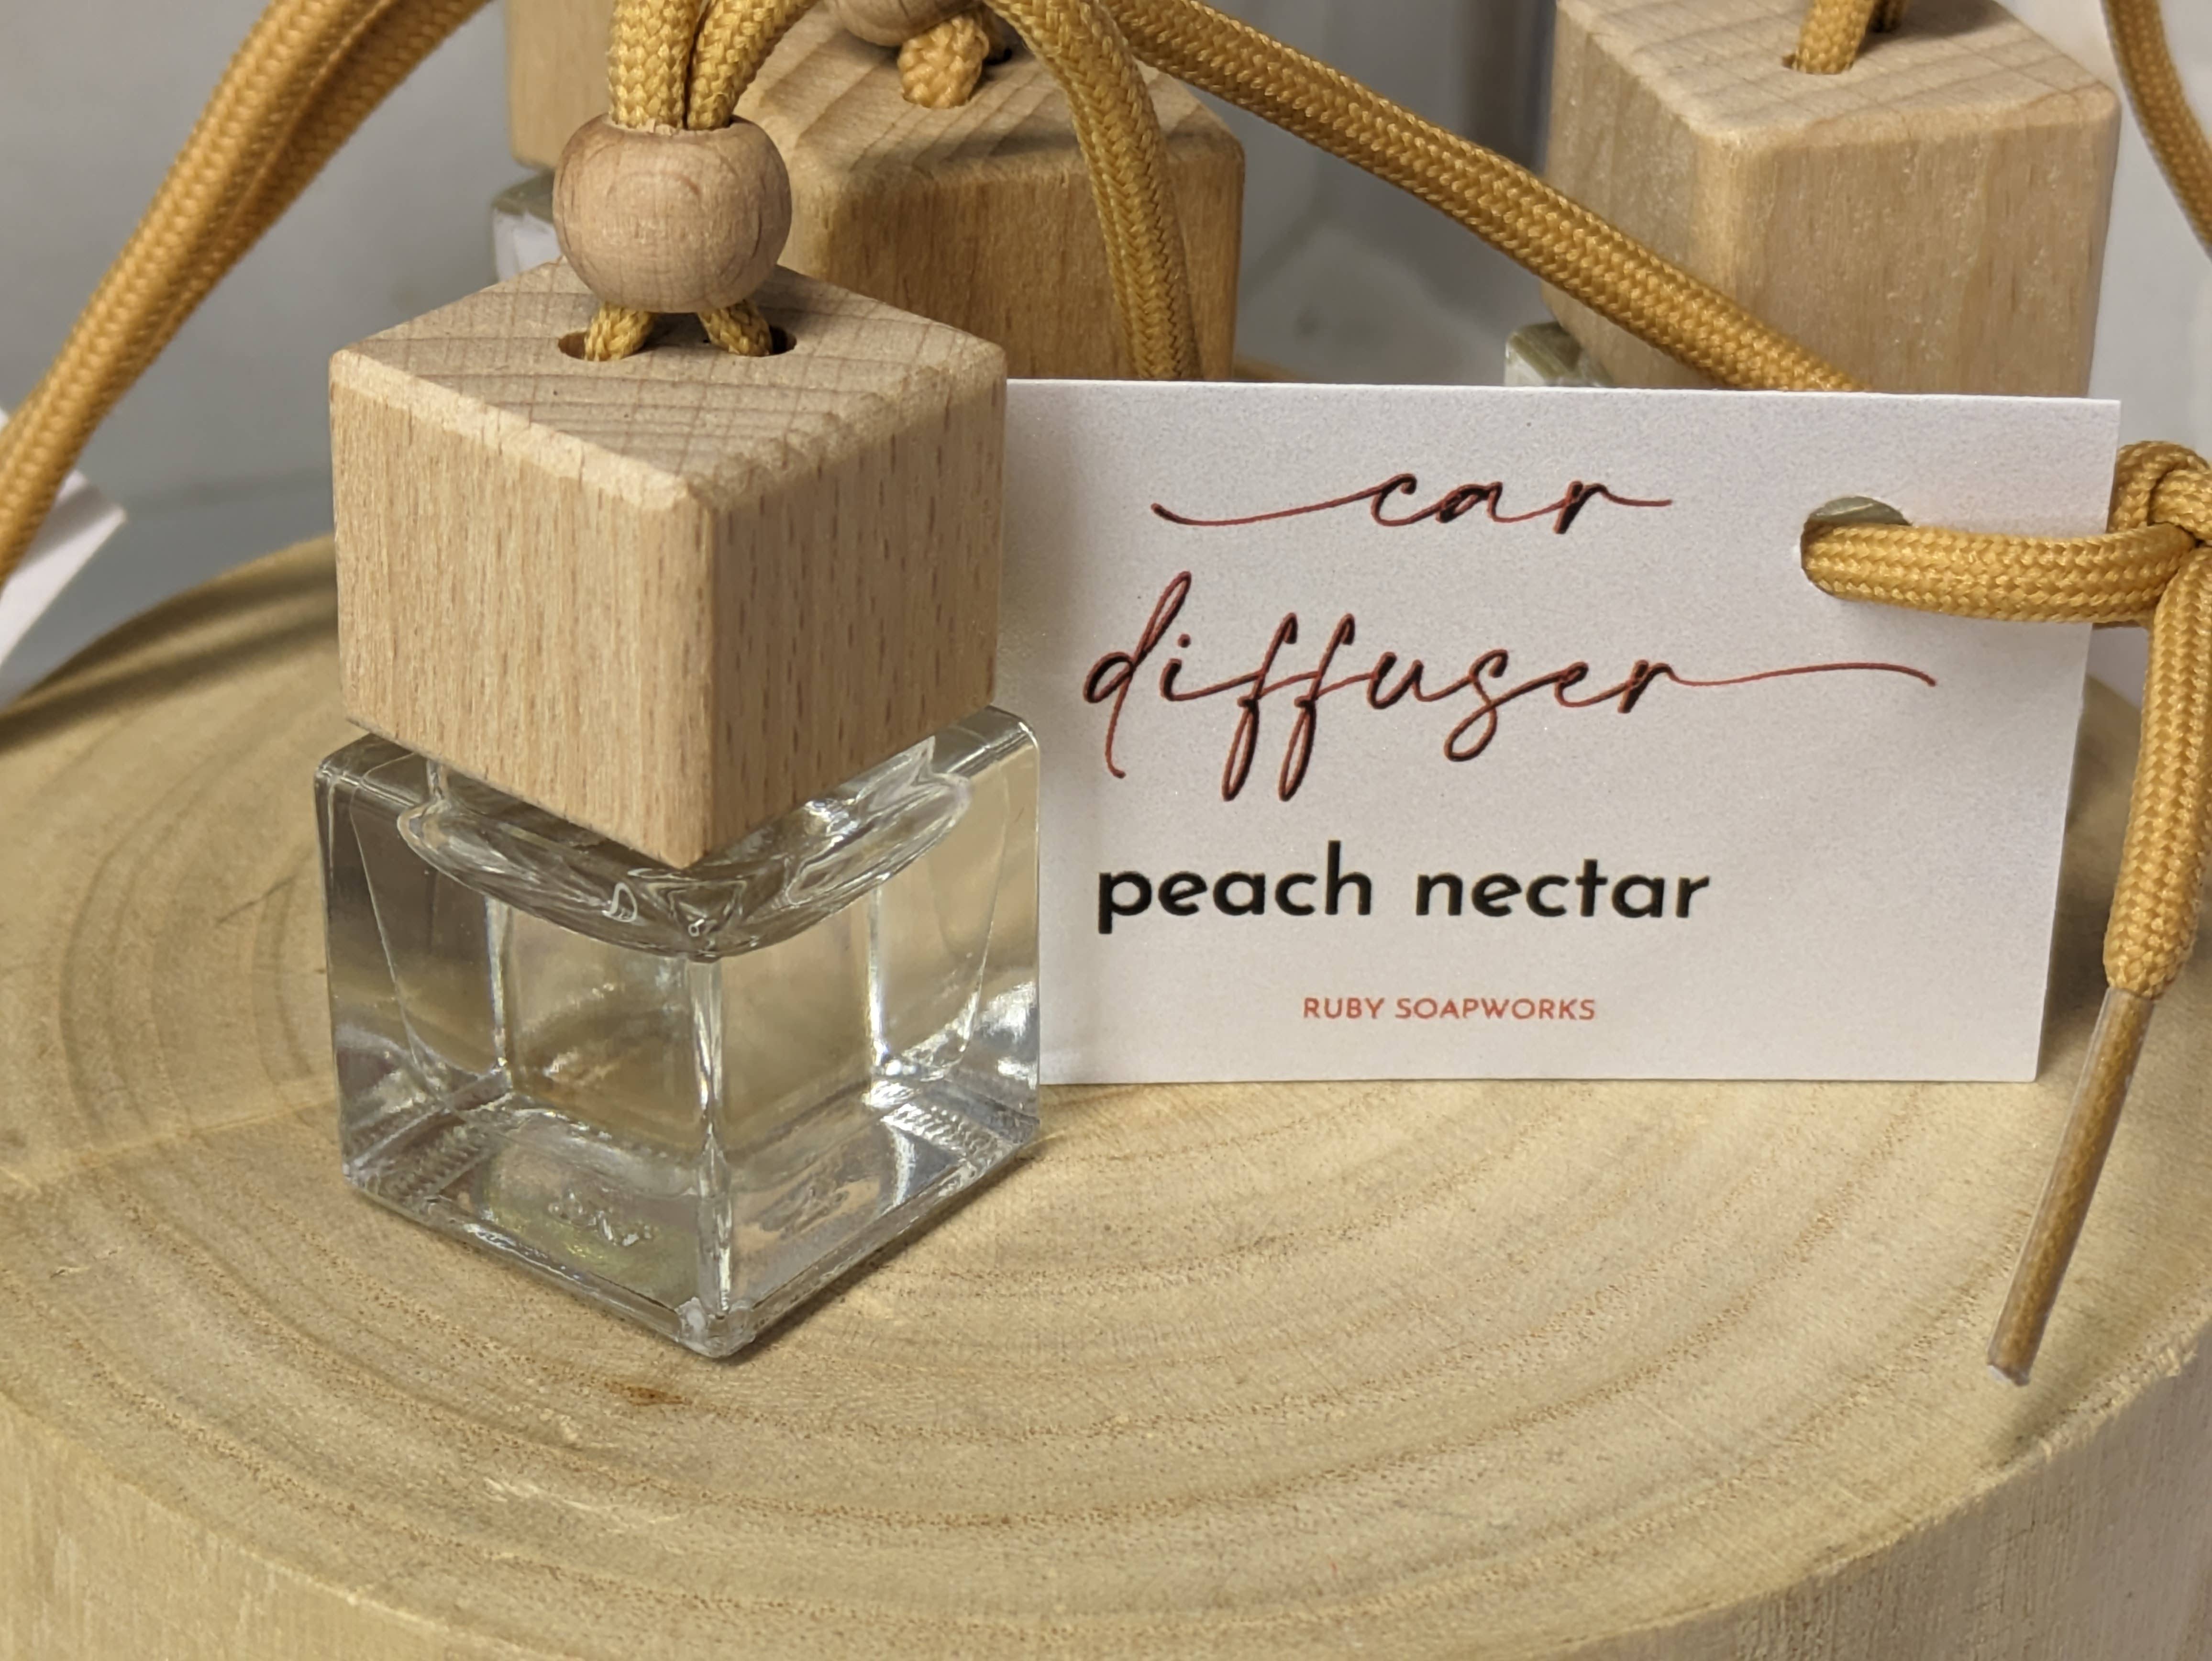 car
diffuser
peach nectar
RUBY SOAPWORKS